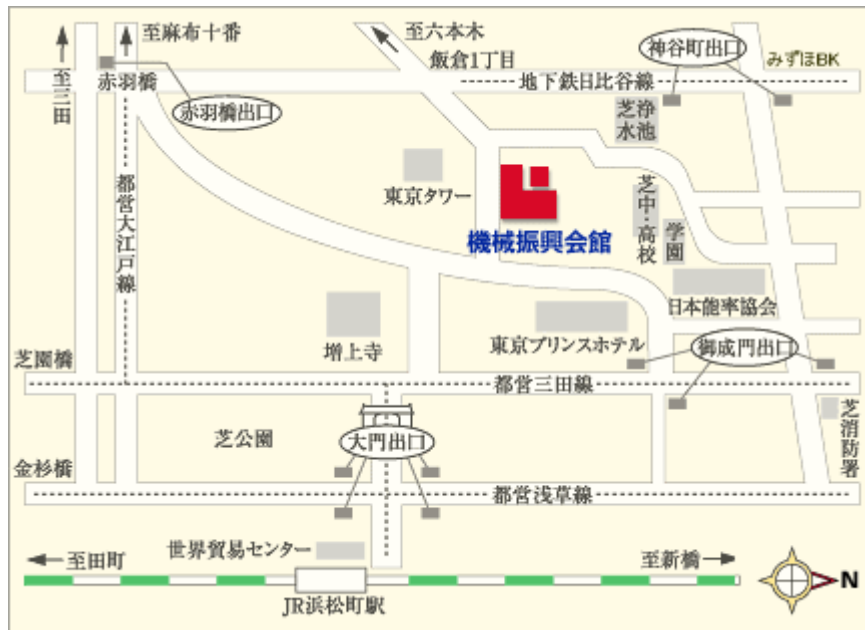 至麻布十番
至六本木
飯倉1丁目
神谷町出口
みずほBK
至三田
赤羽橋
地下鉄日比谷線
赤羽橋出口
芝浄水池
東京タワー
芝中・高校
学園
都営大江戸線
機械振興会館
日本能率協会
増上寺
東京プリンスホテル
御成門出口
芝園橋
都営三田線
芝公園
大門出口
芝消防署
金杉橋
都営浅草線
世界貿易センター
至田町
至新橋
N
JR浜松町駅